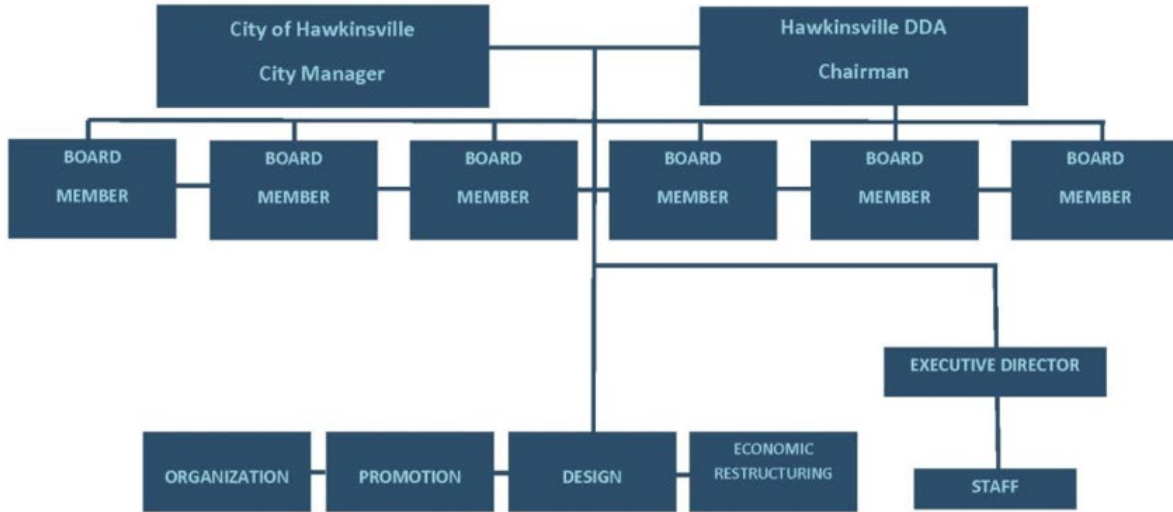 City of Hawkinsville
City Manager
Hawkinsville DDA
Chairman
BOARD
MEMBER
BOARD
MEMBER
BOARD
MEMBER
BOARD
MEMBER
BOARD
MEMBER
BOARD
MEMBER
EXECUTIVE DIRECTOR
ORGANIZATION
PROMOTION
DESIGN
ECONOMIC
RESTRUCTURING
STAFF